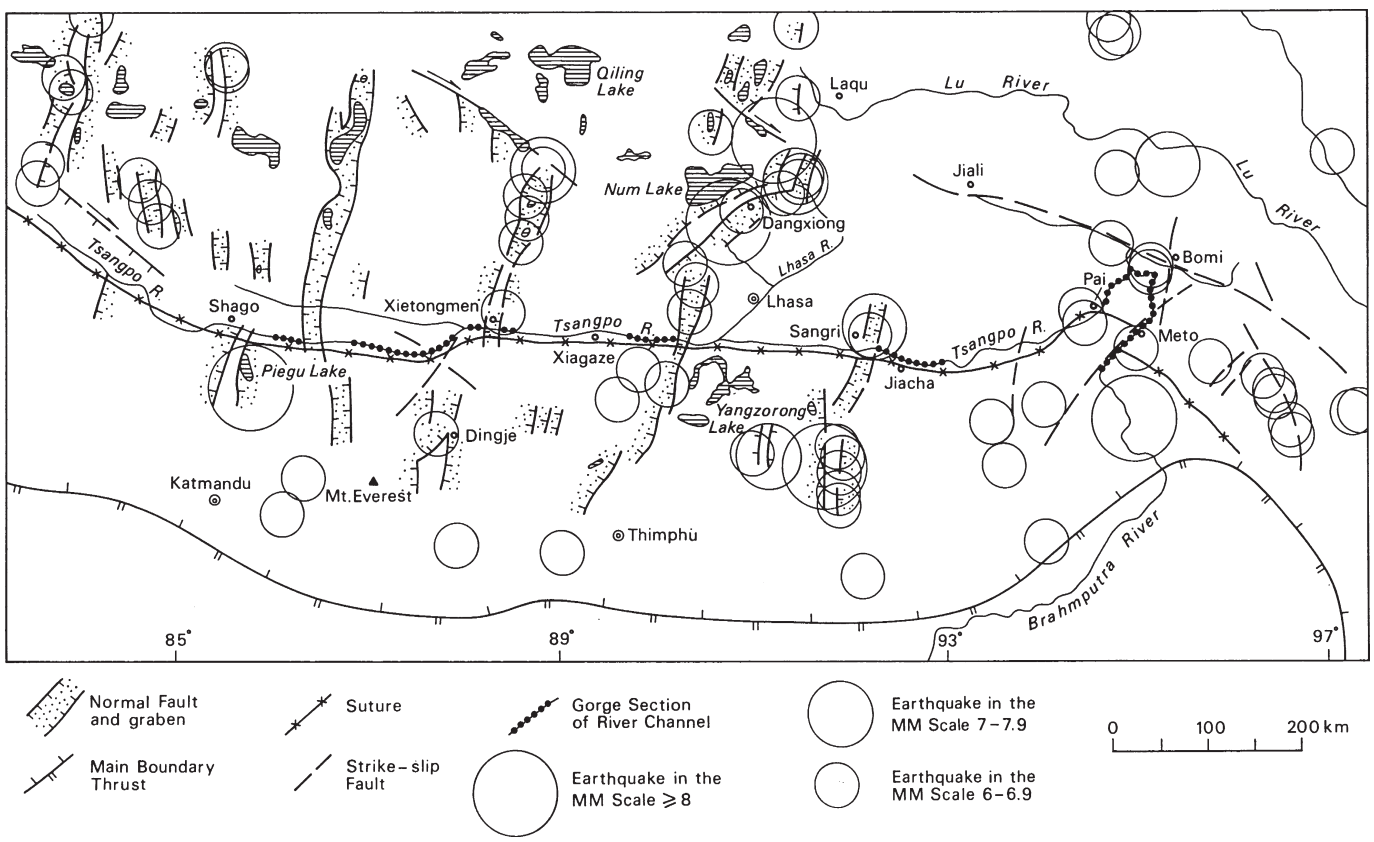 Qiling
Lake
Laqu
Lu River
Lu
River
Num Lake
Jiali
Dangxiong
Lhasa R.
Tsangpo R.
Bomi
Pai
Shago
Xietongmen
Lhasa
Tsangpo R.
Sangri
Tsangpo R.
Meto
Xiagaze
Piegu Lake
Jiacha
Yangzorong
Lake
Dingje
Katmandu
Mt. Everest
Thimphu
Brahmputra River
85°
89°
93°
97°
Normal Fault
and graben
Suture
Gorge Section
of River Channel
Earthquake in the
MM Scale 7–7.9
0 100 200 km
Main Boundary
Thrust
Strike–slip
Fault
Earthquake in the
MM Scale ⩾ 8
Earthquake in the
MM Scale 6–6.9